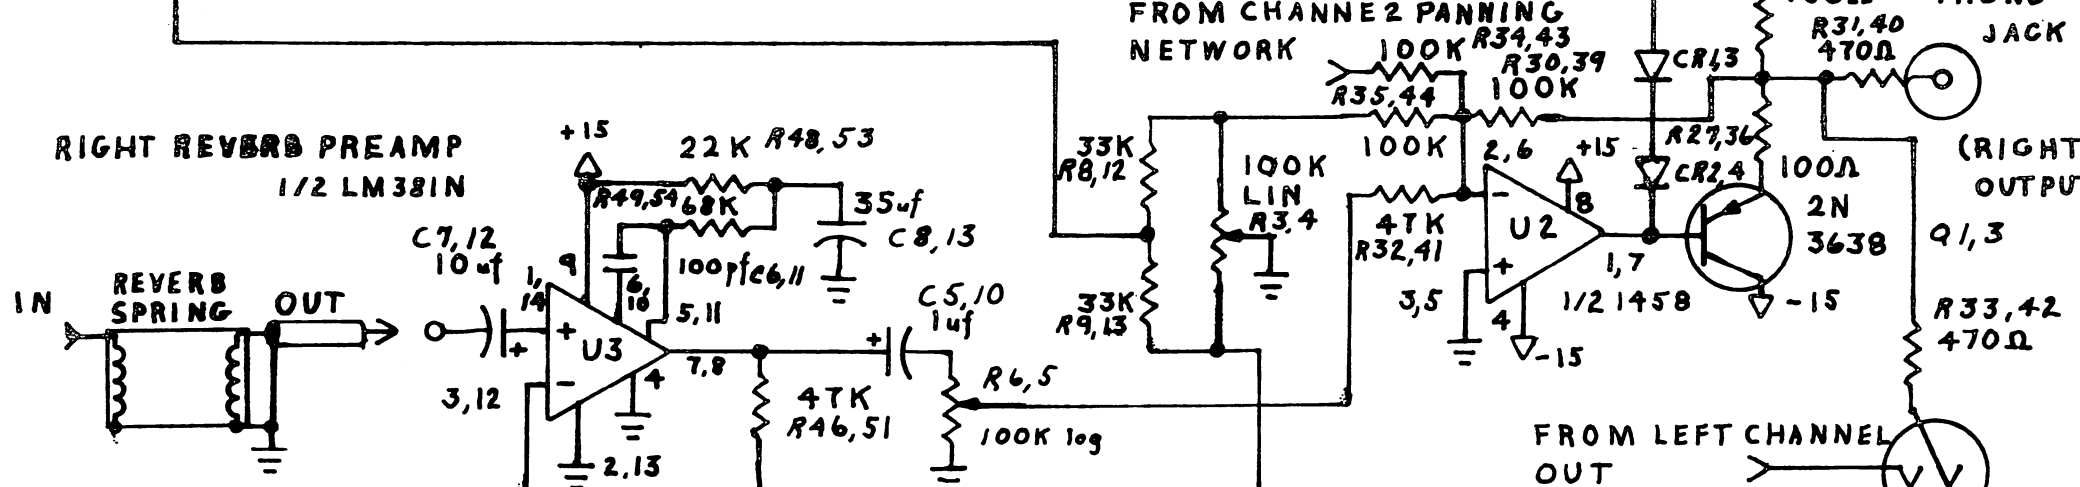 FROM CHANNE2 PANNING
NETWORK
100K
R34,43
R30,39
100K
R35,44
100K
CR1,3
R31,40
470Ω
JACK
RIGHT REVERB PREAMP
1/2 LM381N
+15
22K
R48,53
R49,54
68K
35uf
C8,13
C7,12
10uf
1,
14
9
6,
10
100pf
C6,11
5,11
33K
R8,12
100K
LIN
R3,4
2,6
+15
8
R27,36
CR2,4
100Ω
2N
3638
Q1,3
(RIGHT
OUTPU
47K
R32,41
-
U2
+
1,7
3,5
4
1/2 1458
-15
-15
IN
REVERB
SPRING
OUT
+
+
U3
-
3,12
4
7,8
2,13
C5,10
1uf
+
33K
R9,13
R6,5
100K log
47K
R46,51
R33,42
470Ω
FROM LEFT CHANNEL
OUT